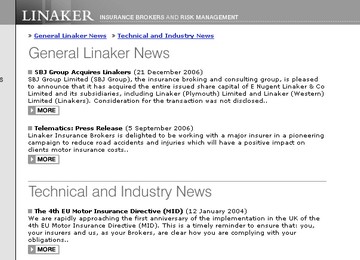 LINAKER INSURANCE BROKERS AND RISK MANAGEMENT
» General Linaker News » Technical and Industry News
General Linaker News
SBJ Group Acquires Linakers (21 December 2006)
SBJ Group Limited (SBJ Group), the insurance broking and consulting group, is pleased
to announce that it has acquired the entire issued share capital of E Nugent Linaker & Co
Ltd and its subsidiaries, including Linaker (Plymouth) Limited and Linaker (Western)
Limited (Linakers). Consideration for the transaction was not disclosed..
MORE
Telematics: Press Release (5 September 2006)
Linaker Insurance Brokers is delighted to be working with a major insurer in a pioneering
campaign to reduce road accidents and injuries which will have a positive impact on
clients motor insurance costs..
MORE
Technical and Industry News
The 4th EU Motor Insurance Directive (MID) (12 January 2004)
We are rapidly approaching the first anniversary of the implementation in the UK of the
4th EU Motor Insurance Directive (MID). This is a timely reminder to ensure that: you,
your insurers and us, as your Brokers, are clear how you are complying with your
obligations..
MORE